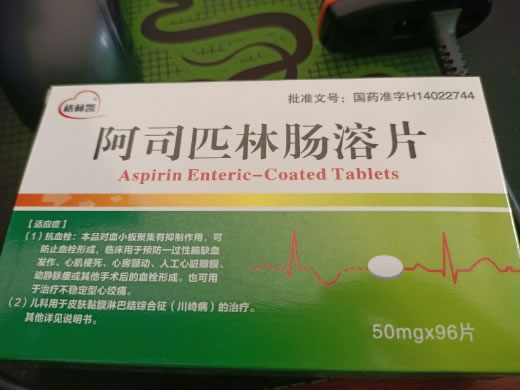 格林凯
批准文号：国药准字H14022744
阿司匹林肠溶片
Aspirin Enteric-Coated Tablets
【适应症】
（1）抗血栓：本品对血小板聚集有抑制作用，可
防止血栓形成，临床用于预防一过性脑缺血
发作、心肌梗死、心房颤动、人工心脏瓣膜、
动静脉瘘或其他手术后的血栓形成。也可用
于治疗不稳定型心绞痛。
（2）儿科用于皮肤黏膜淋巴结综合征（川崎病）的治疗。
其他详见说明书。
50mgx96片